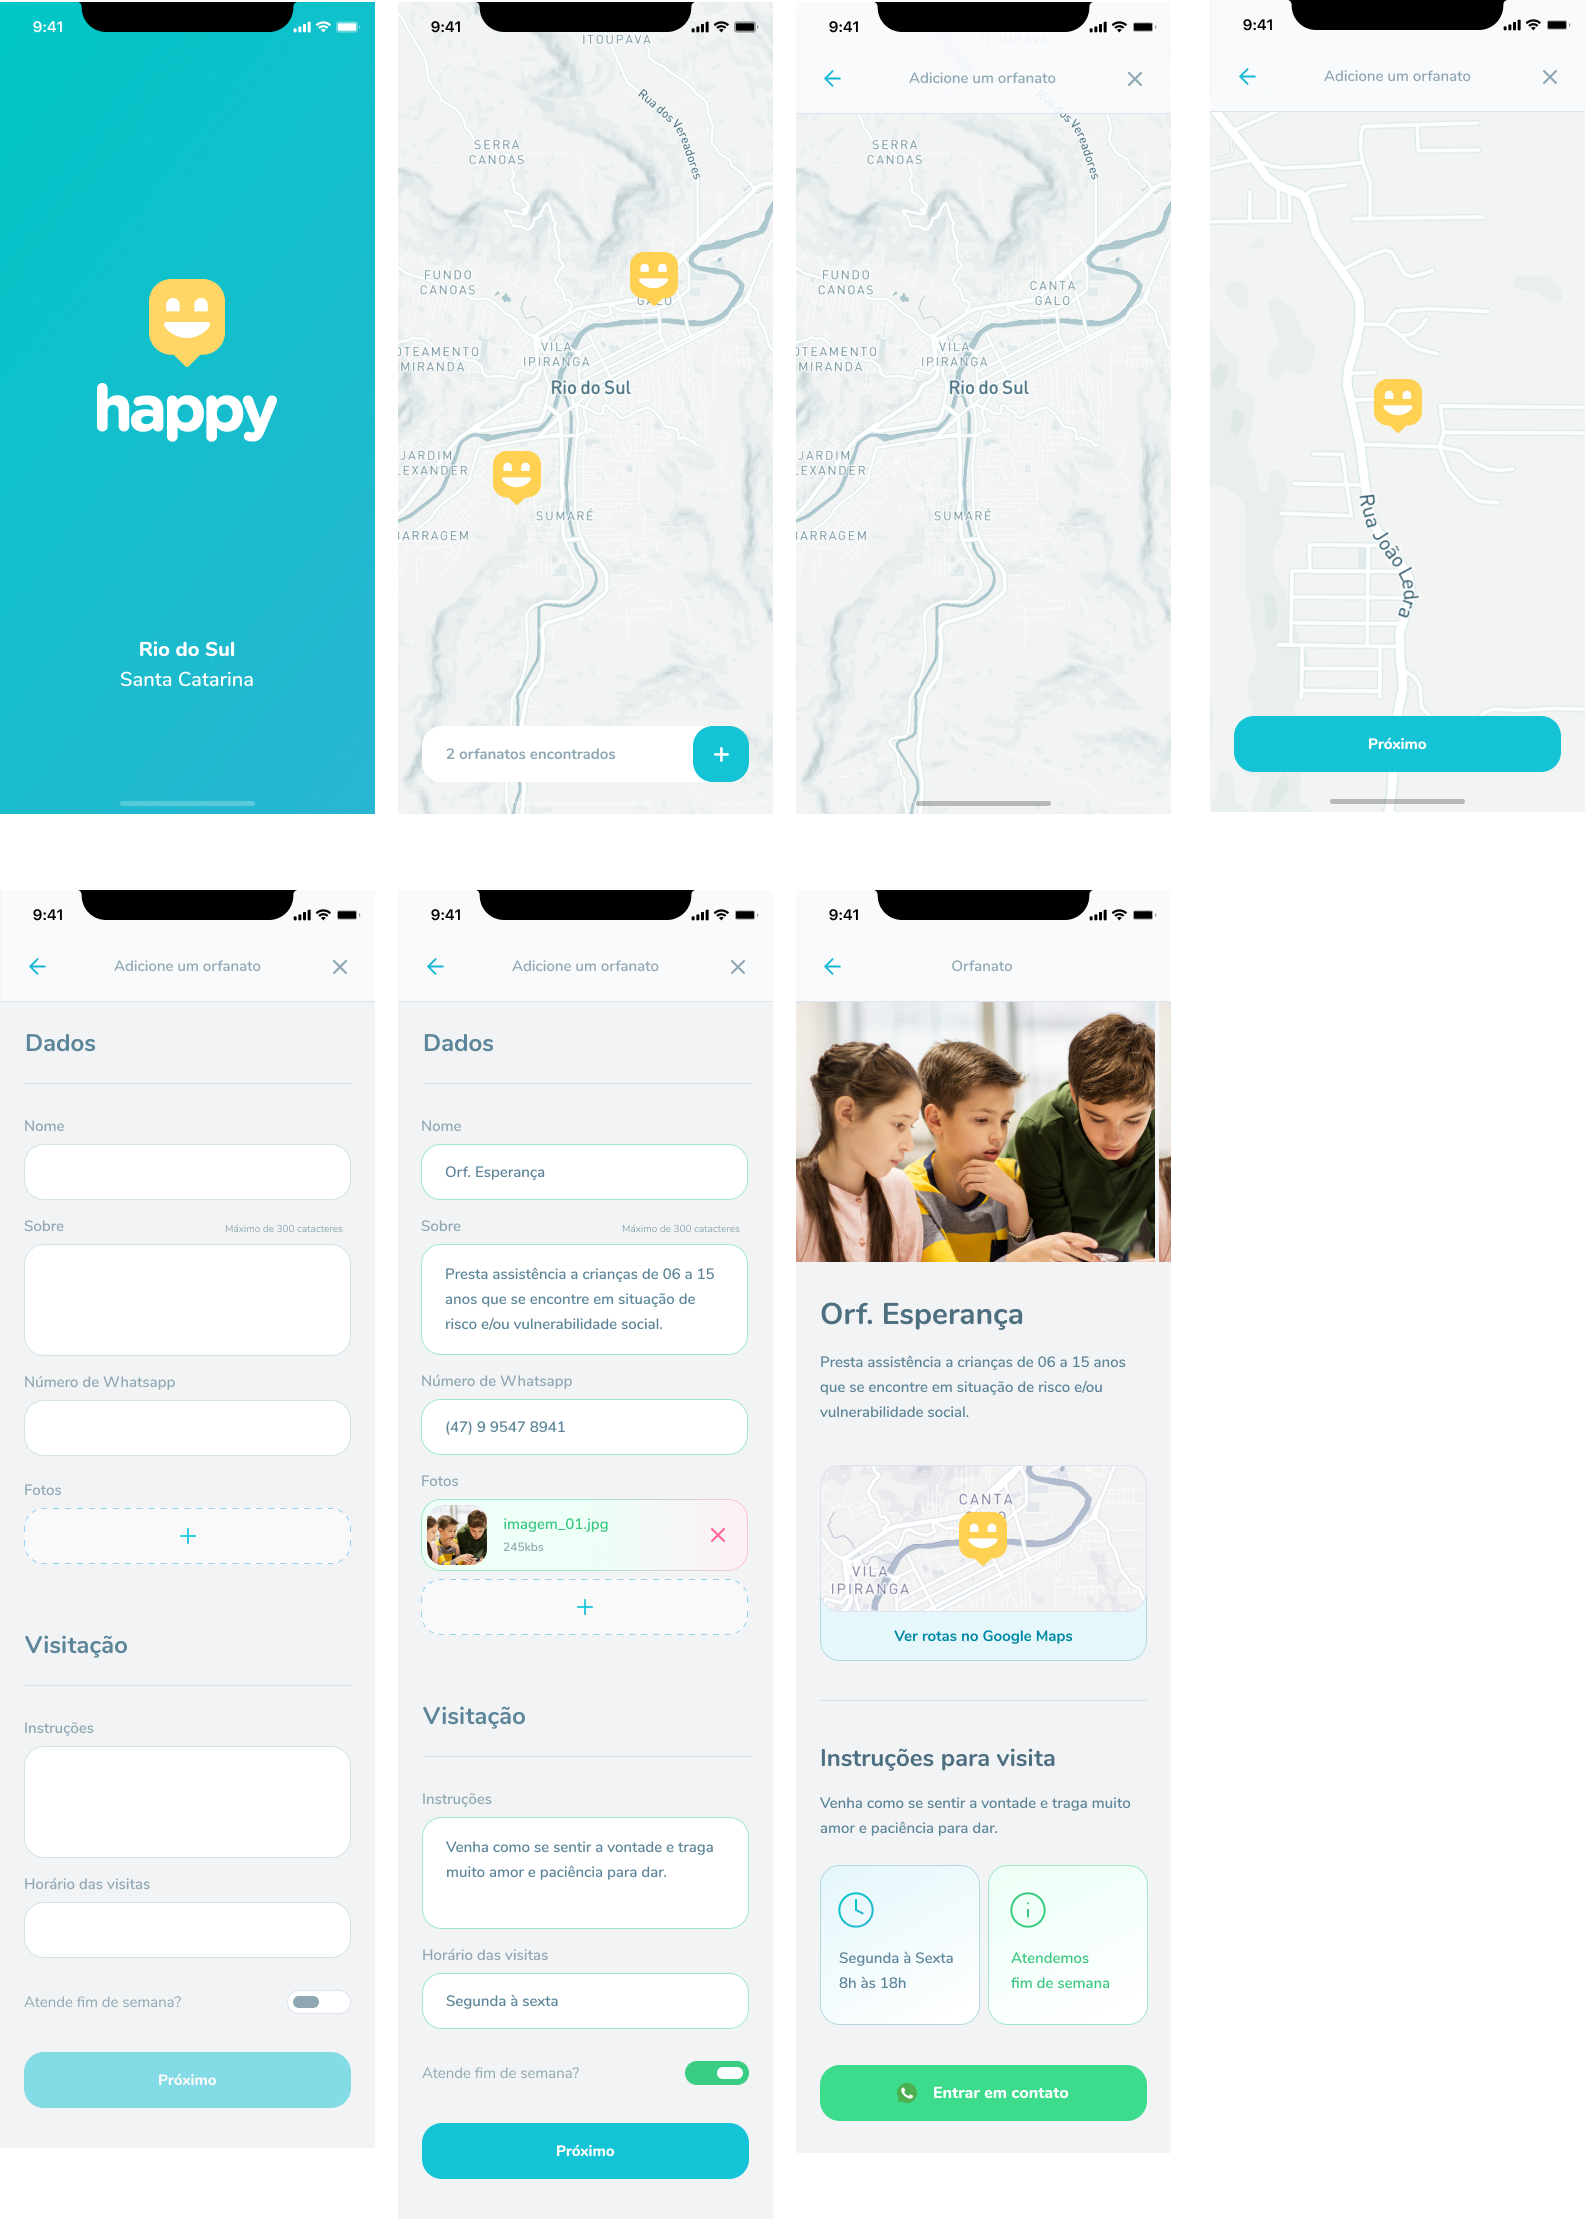 9:41
happy
Rio do Sul
Santa Catarina
9:41
ITOUPAVA
Rua dos Vereadores
SERRA
CANOAS
FUNDO
CANOAS
GALO
OTEAMENTO
MIRANDA
VILA
IPIRANGA
Rio do Sul
JARDIM
LEXANDER
SUMARÉ
BARRAGEM
2 orfanatos encontrados
9:41
ITOUPAVA
Adicione um orfanato
Rua dos Vereadores
SERRA
CANOAS
FUNDO
CANOAS
CANTA
GALO
OTEAMENTO
MIRANDA
VILA
IPIRANGA
Rio do Sul
JARDIM
LEXANDER
SUMARÉ
BARRAGEM
9:41
Adicione um orfanato
Rua João Ledra
Próximo
9:41
Adicione um orfanato
Dados
Nome
Sobre
Máximo de 300 catacteres
Número de Whatsapp
Fotos
Visitação
Instruções
Horário das visitas
Atende fim de semana?
Próximo
9:41
Adicione um orfanato
Dados
Nome
Orf. Esperança
Sobre
Máximo de 300 catacteres
Presta assistência a crianças de 06 a 15
anos que se encontre em situação de
risco e/ou vulnerabilidade social.
Número de Whatsapp
(47) 9 9547 8941
Fotos
imagem_01.jpg
245kbs
Visitação
Instruções
Venha como se sentir a vontade e traga
muito amor e paciência para dar.
Horário das visitas
Segunda à sexta
Atende fim de semana?
Próximo
9:41
Orfanato
Orf. Esperança
Presta assistência a crianças de 06 a 15 anos
que se encontre em situação de risco e/ou
vulnerabilidade social.
CANTA
VILA
IPIRANGA
Ver rotas no Google Maps
Instruções para visita
Venha como se sentir a vontade e traga muito
amor e paciência para dar.
Segunda à Sexta
8h às 18h
Atendemos
fim de semana
Entrar em contato